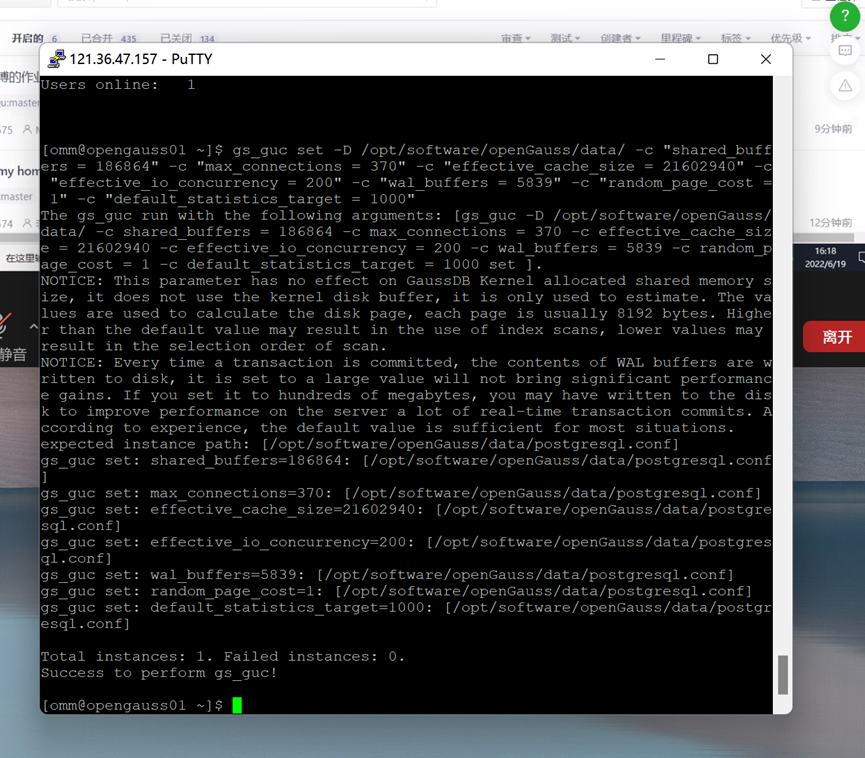 开启的 6 已合并 435 已关闭 134
审查 测试 创建者 里程碑 标签 优先级
?
121.36.47.157 - PuTTY
博的作业
u:master
9分钟前
my hom
master
12分钟前
在这里输
16:18
2022/6/19
静音
离开
Users online:   1
[omm@opengauss01 ~]$ gs_guc set -D /opt/software/openGauss/data/ -c "shared_buff
ers = 186864" -c "max_connections = 370" -c "effective_cache_size = 21602940" -c
 "effective_io_concurrency = 200" -c "wal_buffers = 5839" -c "random_page_cost =
 1" -c "default_statistics_target = 1000"
The gs_guc run with the following arguments: [gs_guc -D /opt/software/openGauss/
data/ -c shared_buffers = 186864 -c max_connections = 370 -c effective_cache_siz
e = 21602940 -c effective_io_concurrency = 200 -c wal_buffers = 5839 -c random_p
age_cost = 1 -c default_statistics_target = 1000 set ].
NOTICE: This parameter has no effect on GaussDB Kernel allocated shared memory s
ize, it does not use the kernel disk buffer, it is only used to estimate. The va
lues are used to calculate the disk page, each page is usually 8192 bytes. Highe
r than the default value may result in the use of index scans, lower values may
result in the selection order of scan.
NOTICE: Every time a transaction is committed, the contents of WAL buffers are w
ritten to disk, it is set to a large value will not bring significant performanc
e gains. If you set it to hundreds of megabytes, you may have written to the dis
k to improve performance on the server a lot of real-time transaction commits. A
ccording to experience, the default value is sufficient for most situations.
expected instance path: [/opt/software/openGauss/data/postgresql.conf]
gs_guc set: shared_buffers=186864: [/opt/software/openGauss/data/postgresql.conf
]
gs_guc set: max_connections=370: [/opt/software/openGauss/data/postgresql.conf]
gs_guc set: effective_cache_size=21602940: [/opt/software/openGauss/data/postgre
sql.conf]
gs_guc set: effective_io_concurrency=200: [/opt/software/openGauss/data/postgres
ql.conf]
gs_guc set: wal_buffers=5839: [/opt/software/openGauss/data/postgresql.conf]
gs_guc set: random_page_cost=1: [/opt/software/openGauss/data/postgresql.conf]
gs_guc set: default_statistics_target=1000: [/opt/software/openGauss/data/postgr
esql.conf]
Total instances: 1. Failed instances: 0.
Success to perform gs_guc!
[omm@opengauss01 ~]$